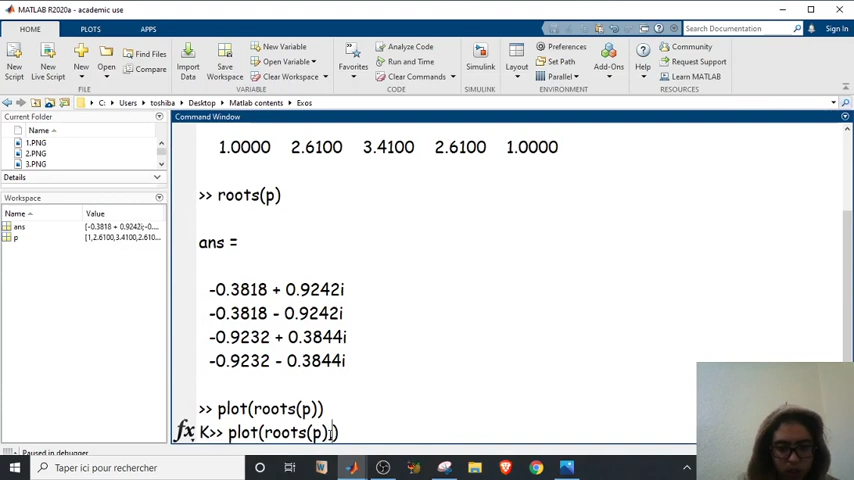 MATLAB R2020a - academic use
HOME PLOTS APPS Search Documentation Sign In
New Script New Live Script New Open Find Files Compare Import Data Save Workspace New Variable Open Variable Clear Workspace Favorites Analyze Code Run and Time Clear Commands Simulink Layout Preferences Set Path Parallel Add-Ons Help Community Request Support Learn MATLAB
FILE VARIABLE CODE SIMULINK ENVIRONMENT RESOURCES
C: Users toshiba Desktop Matlab contents Exos
Current Folder
Name
1.PNG
2.PNG
3.PNG
Details
Workspace
Name Value
ans [-0.3818 + 0.9242i;-0....
p [1,2.6100,3.4100,2.610...
Command Window
1.0000 2.6100 3.4100 2.6100 1.0000
>> roots(p)
ans =
-0.3818 + 0.9242i
-0.3818 - 0.9242i
-0.9232 + 0.3844i
-0.9232 - 0.3844i
>> plot(roots(p))
fx K>> plot(roots(p))
Paused in debugger
Taper ici pour rechercher